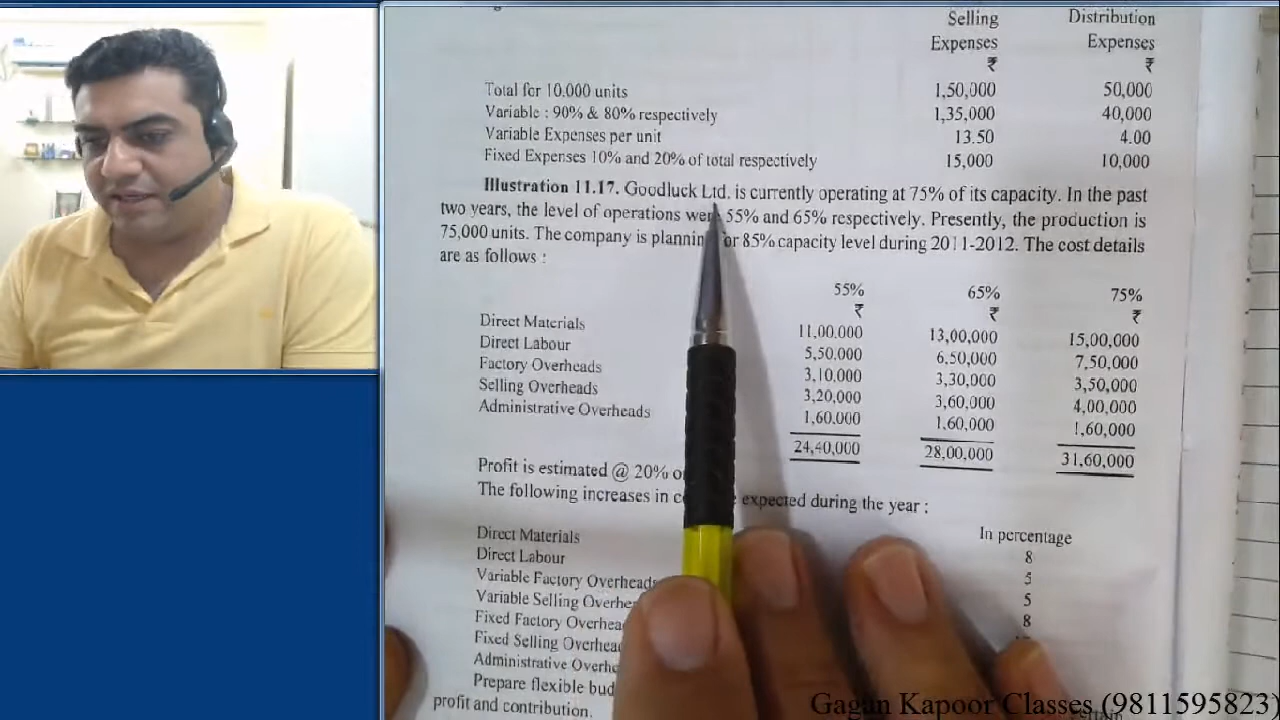 Selling Distribution
Expenses Expenses
₹ ₹
Total for 10.000 units 1,50,000 50,000
Variable : 90% & 80% respectively 1,35,000 40,000
Variable Expenses per unit 13.50 4.00
Fixed Expenses 10% and 20% of total respectively 15,000 10,000
Illustration 11.17. Goodluck Ltd. is currently operating at 75% of its capacity. In the past
two years, the level of operations were 55% and 65% respectively. Presently, the production is
75,000 units. The company is planning for 85% capacity level during 2011-2012. The cost details
are as follows :
55% 65% 75%
₹ ₹ ₹
Direct Materials 11,00,000 13,00,000 15,00,000
Direct Labour 5,50,000 6,50,000 7,50,000
Factory Overheads 3,10,000 3,30,000 3,50,000
Selling Overheads 3,20,000 3,60,000 4,00,000
Administrative Overheads 1,60,000 1,60,000 1,60,000
24,40,000 28,00,000 31,60,000
Profit is estimated @ 20%
The following increases in expected during the year :
In percentage
Direct Materials 8
Direct Labour 5
Variable Factory Overheads 5
Variable Selling 8
Fixed Factory
Fixed Selling
Administrative
Prepare flexible
profit and contribution.
Gagan Kapoor Classes (9811595823)